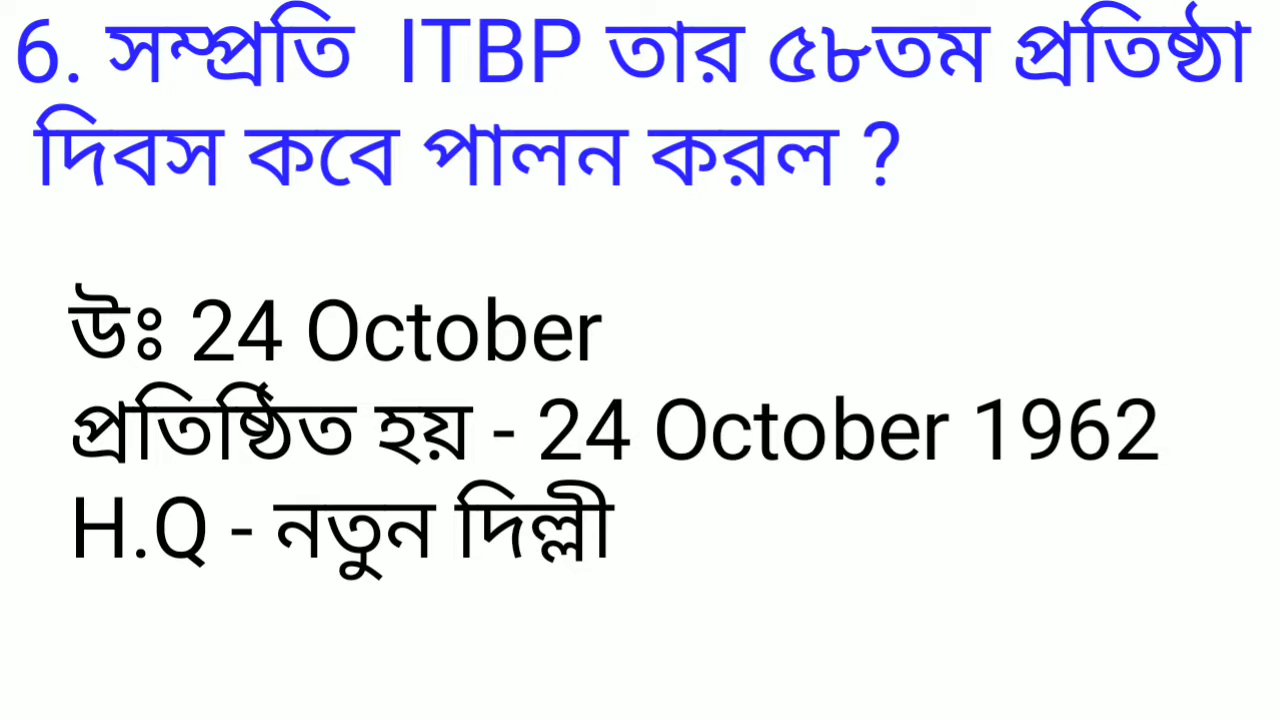 6. সম্প্রতি ITBP তার ৫৮তম প্রতিষ্ঠা
দিবস কবে পালন করল ?
উঃ 24 October
প্রতিষ্ঠিত হয় - 24 October 1962
H.Q - নতুন দিল্লী